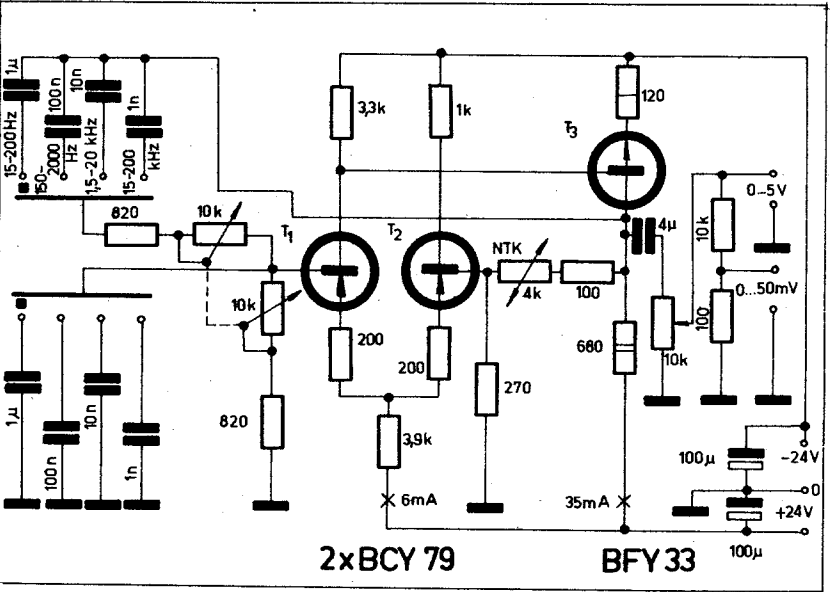 1µ
100n
10n
1n
15-200Hz
150-2000 Hz
1,5-20 kHz
15-200 kHz
820
10k
T1
T2
T3
3,3k
1k
120
4µ
0-5V
10k
0...50mV
100
NTK
4k
100
10k
10k
200
200
680
270
820
3,9k
6mA
35mA
1µ
100n
10n
1n
100µ
-24V
0
+24V
100µ
2xBCY 79
BFY 33